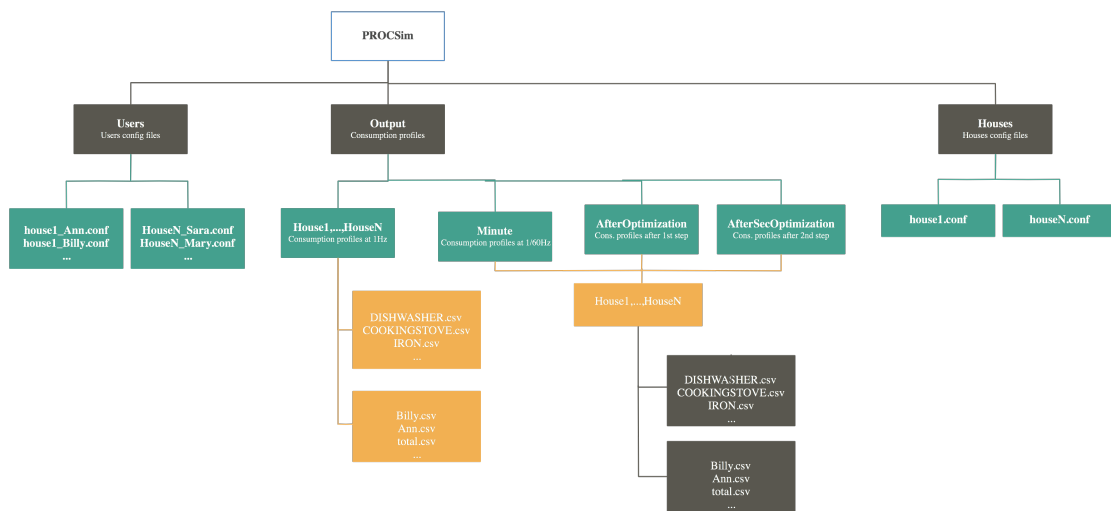 PROCSim
Users
Users config files
Output
Consumption profiles
Houses
Houses config files
house1_Ann.conf
house1_Billy.conf
...
HouseN_Sara.conf
HouseN_Mary.conf
...
House1,...,HouseN
Consumption profiles at 1Hz
Minute
Consumption profiles at 1/60Hz
AfterOptimization
Cons. profiles after 1st step
AfterSecOptimization
Cons. profiles after 2nd step
house1.conf
houseN.conf
DISHWASHER.csv
COOKINGSTOVE.csv
IRON.csv
...
Billy.csv
Ann.csv
total.csv
...
House1,...,HouseN
DISHWASHER.csv
COOKINGSTOVE.csv
IRON.csv
...
Billy.csv
Ann.csv
total.csv
...